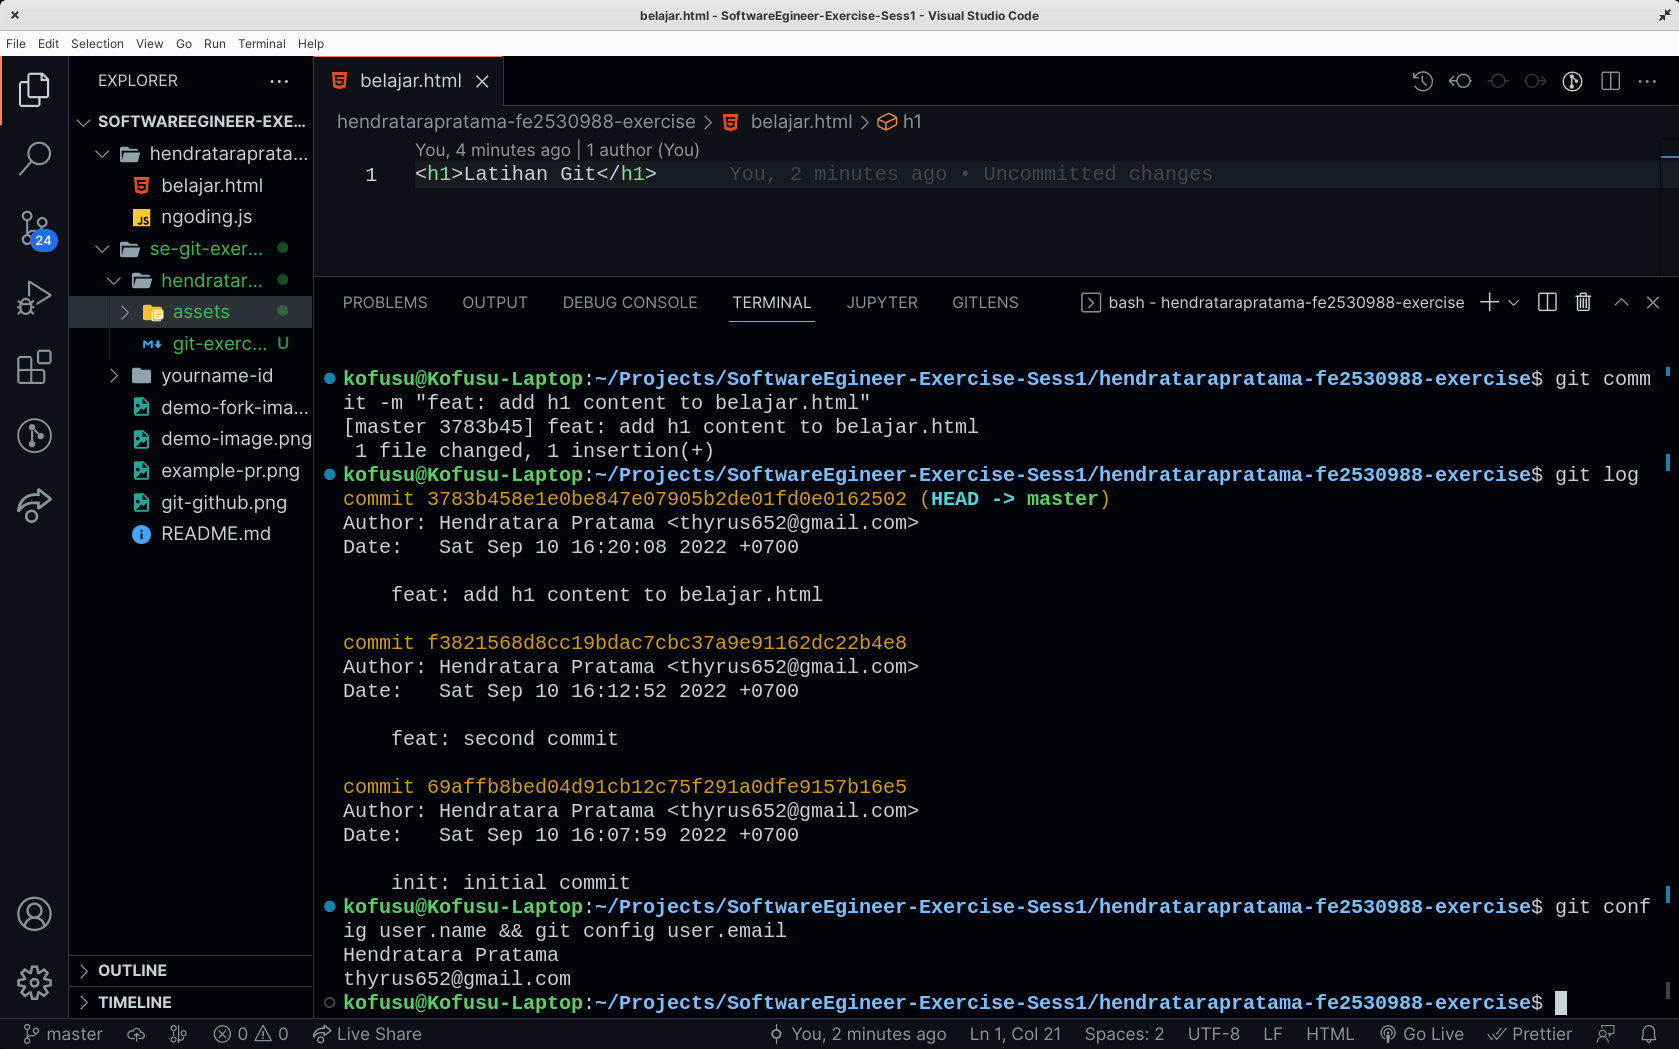 belajar.html - SoftwareEgineer-Exercise-Sess1 - Visual Studio Code
File Edit Selection View Go Run Terminal Help
EXPLORER
SOFTWAREEGINEER-EXE...
hendrataraprata...
belajar.html
ngoding.js
se-git-exer...
hendratar...
assets
git-exerc... U
yourname-id
demo-fork-ima...
demo-image.png
example-pr.png
git-github.png
README.md
OUTLINE
TIMELINE
24
belajar.html
hendratarapratama-fe2530988-exercise > belajar.html > h1
You, 4 minutes ago | 1 author (You)
1 <h1>Latihan Git</h1> You, 2 minutes ago • Uncommitted changes
PROBLEMS OUTPUT DEBUG CONSOLE TERMINAL JUPYTER GITLENS bash - hendratarapratama-fe2530988-exercise
kofusu@Kofusu-Laptop:~/Projects/SoftwareEgineer-Exercise-Sess1/hendratarapratama-fe2530988-exercise$ git comm
it -m "feat: add h1 content to belajar.html"
[master 3783b45] feat: add h1 content to belajar.html
1 file changed, 1 insertion(+)
kofusu@Kofusu-Laptop:~/Projects/SoftwareEgineer-Exercise-Sess1/hendratarapratama-fe2530988-exercise$ git log
commit 3783b458e1e0be847e07905b2de01fd0e0162502 (HEAD -> master)
Author: Hendratara Pratama <thyrus652@gmail.com>
Date:   Sat Sep 10 16:20:08 2022 +0700
feat: add h1 content to belajar.html
commit f3821568d8cc19bdac7cbc37a9e91162dc22b4e8
Author: Hendratara Pratama <thyrus652@gmail.com>
Date:   Sat Sep 10 16:12:52 2022 +0700
feat: second commit
commit 69affb8bed04d91cb12c75f291a0dfe9157b16e5
Author: Hendratara Pratama <thyrus652@gmail.com>
Date:   Sat Sep 10 16:07:59 2022 +0700
init: initial commit
kofusu@Kofusu-Laptop:~/Projects/SoftwareEgineer-Exercise-Sess1/hendratarapratama-fe2530988-exercise$ git conf
ig user.name && git config user.email
Hendratara Pratama
thyrus652@gmail.com
kofusu@Kofusu-Laptop:~/Projects/SoftwareEgineer-Exercise-Sess1/hendratarapratama-fe2530988-exercise$
master 0 0 Live Share You, 2 minutes ago Ln 1, Col 21 Spaces: 2 UTF-8 LF HTML Go Live Prettier